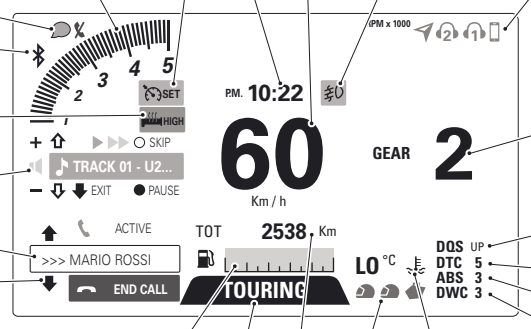 RPM x 1000
1 2 3 4 5
2 1
SET
P.M. 10:22
HIGH
SKIP
60
GEAR 2
TRACK 01 - U2...
EXIT PAUSE
Km / h
ACTIVE
TOT 2538 Km
>>> MARIO ROSSI
END CALL
TOURING
LO °C
DQS UP
DTC 5
ABS 3
DWC 3